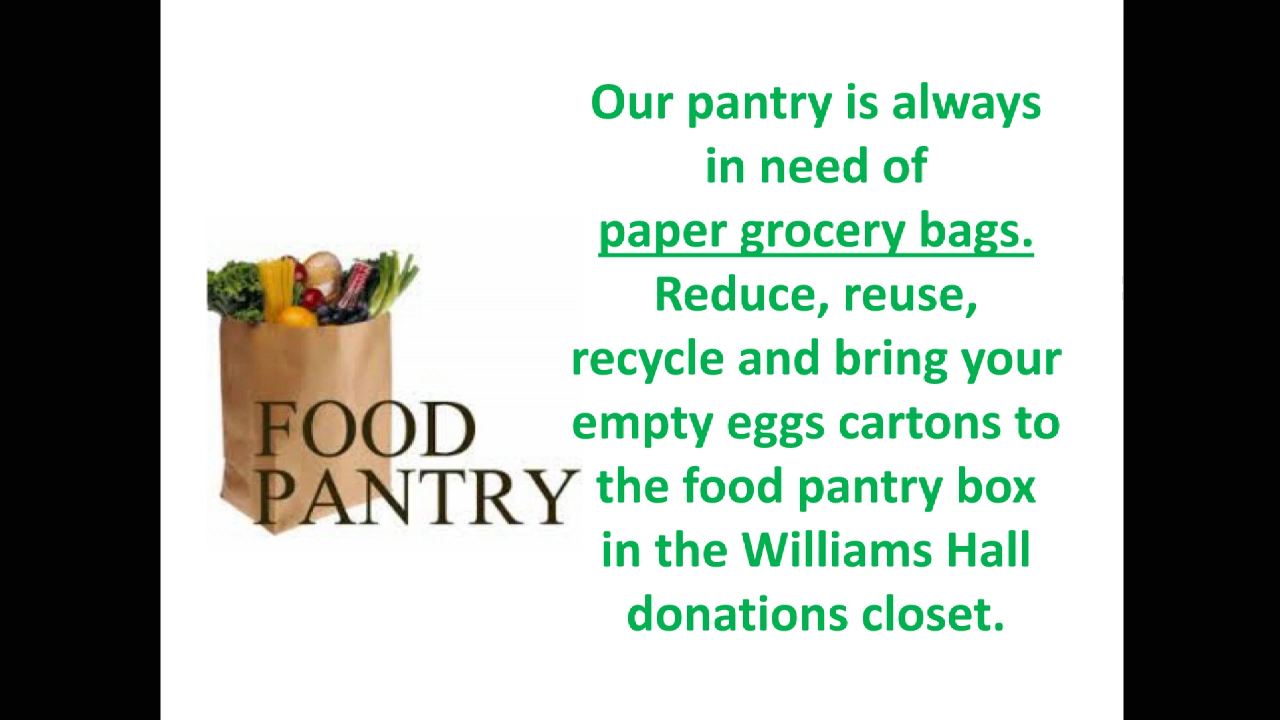 Our pantry is always
in need of
paper grocery bags.
Reduce, reuse,
recycle and bring your
empty eggs cartons to
the food pantry box
in the Williams Hall
donations closet.
FOOD
PANTRY